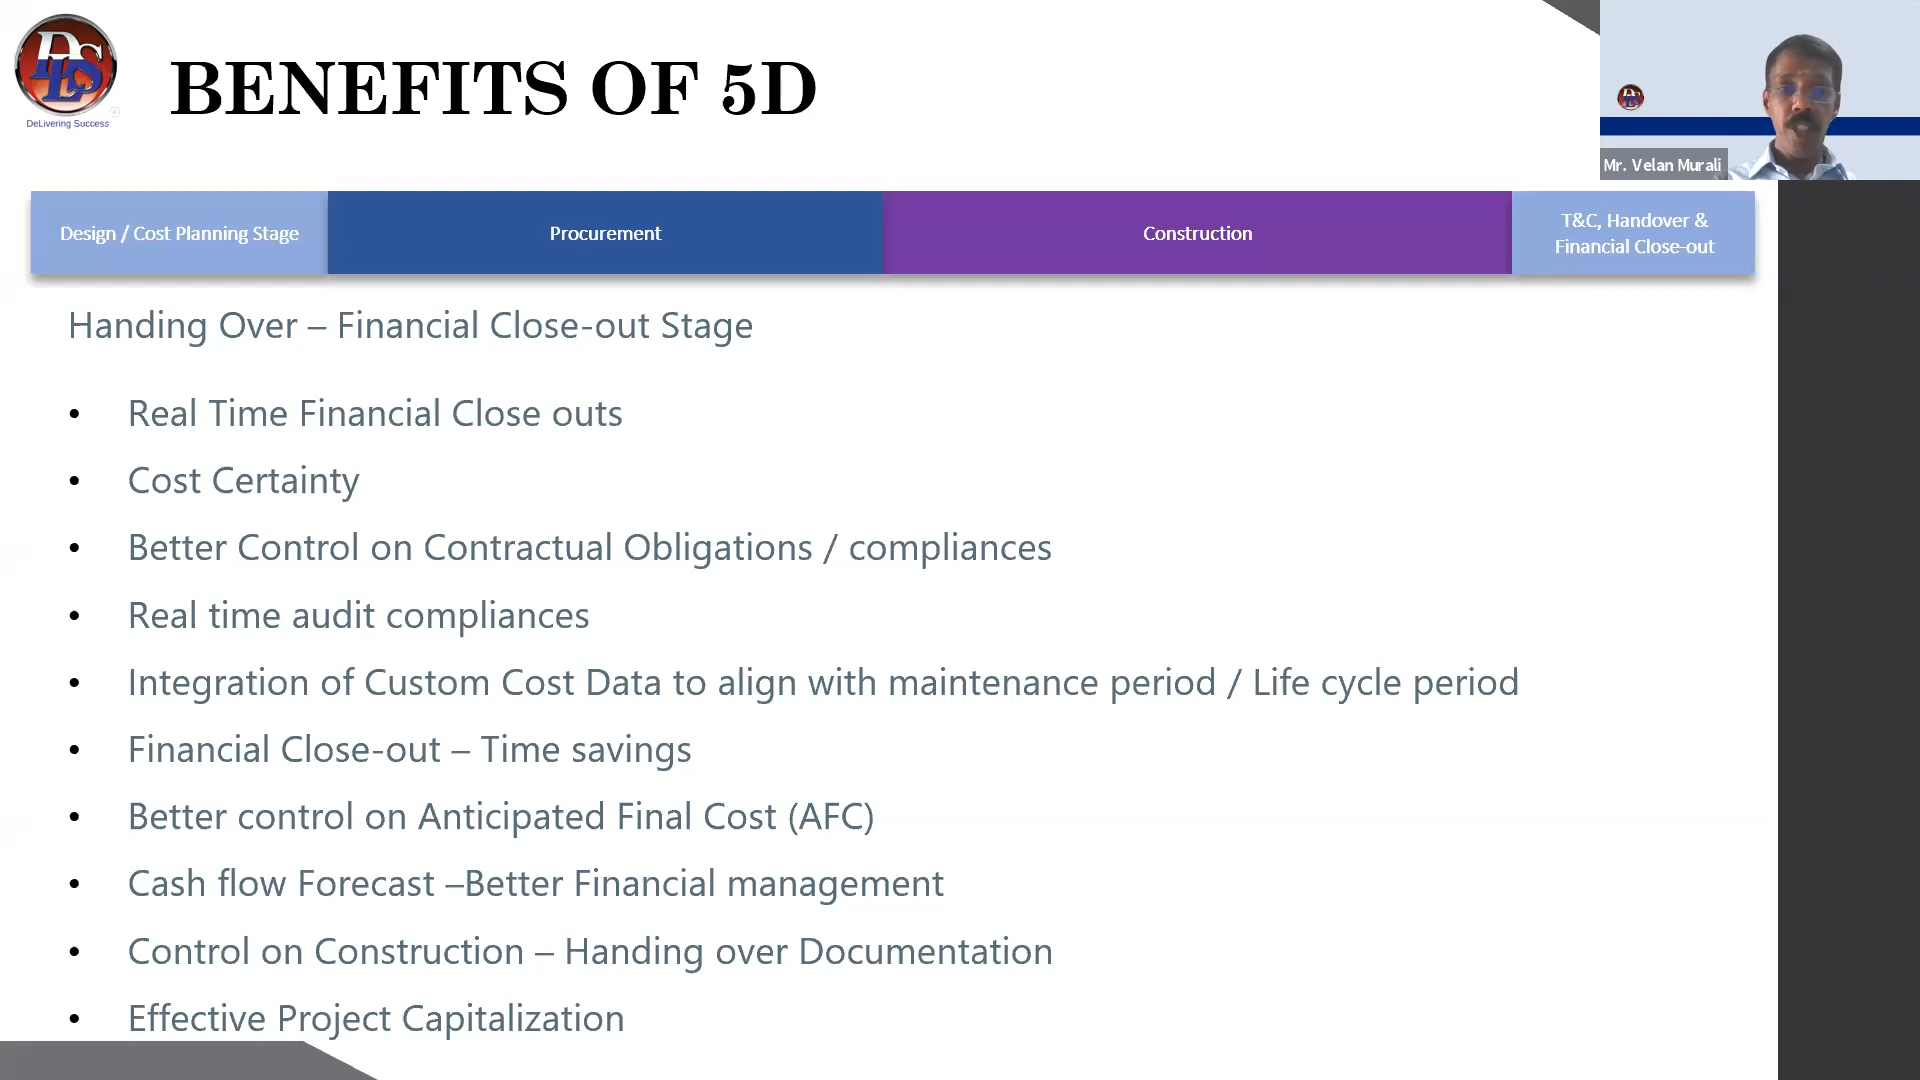 DLS
DeLivering Success
BENEFITS OF 5D
Mr. Velan Murali
Design / Cost Planning Stage
Procurement
Construction
T&C, Handover &
Financial Close-out
Handing Over – Financial Close-out Stage
• Real Time Financial Close outs
• Cost Certainty
• Better Control on Contractual Obligations / compliances
• Real time audit compliances
• Integration of Custom Cost Data to align with maintenance period / Life cycle period
• Financial Close-out – Time savings
• Better control on Anticipated Final Cost (AFC)
• Cash flow Forecast –Better Financial management
• Control on Construction – Handing over Documentation
• Effective Project Capitalization